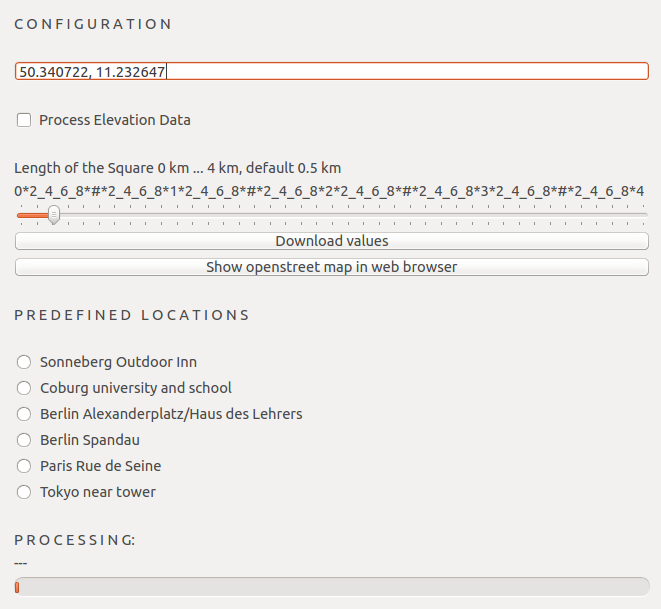 CONFIGURATION
50.340722, 11.232647
Process Elevation Data
Length of the Square 0 km ... 4 km, default 0.5 km
0*2_4_6_8*#*2_4_6_8*1*2_4_6_8*#*2_4_6_8*2*2_4_6_8*#*2_4_6_8*3*2_4_6_8*#*2_4_6_8*4
Download values
Show openstreet map in web browser
PREDEFINED LOCATIONS
Sonneberg Outdoor Inn
Coburg university and school
Berlin Alexanderplatz/Haus des Lehrers
Berlin Spandau
Paris Rue de Seine
Tokyo near tower
PROCESSING:
---